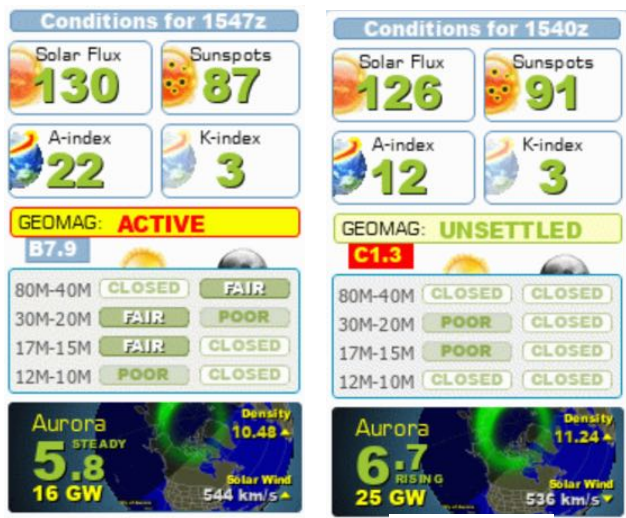 Conditions for 1547z
Solar Flux
130
Sunspots
87
A-index
22
K-index
3
GEOMAG: ACTIVE
B7.9
80M-40M CLOSED FAIR
30M-20M FAIR POOR
17M-15M FAIR CLOSED
12M-10M POOR CLOSED
Aurora
5.8
STEADY
16 GW
Density
10.48
Solar Wind
544 km/s
Conditions for 1540z
Solar Flux
126
Sunspots
91
A-index
12
K-index
3
GEOMAG: UNSETTLED
C1.3
80M-40M CLOSED CLOSED
30M-20M POOR CLOSED
17M-15M POOR CLOSED
12M-10M CLOSED CLOSED
Aurora
6.7
RISING
25 GW
Density
11.24
Solar Wind
536 km/s